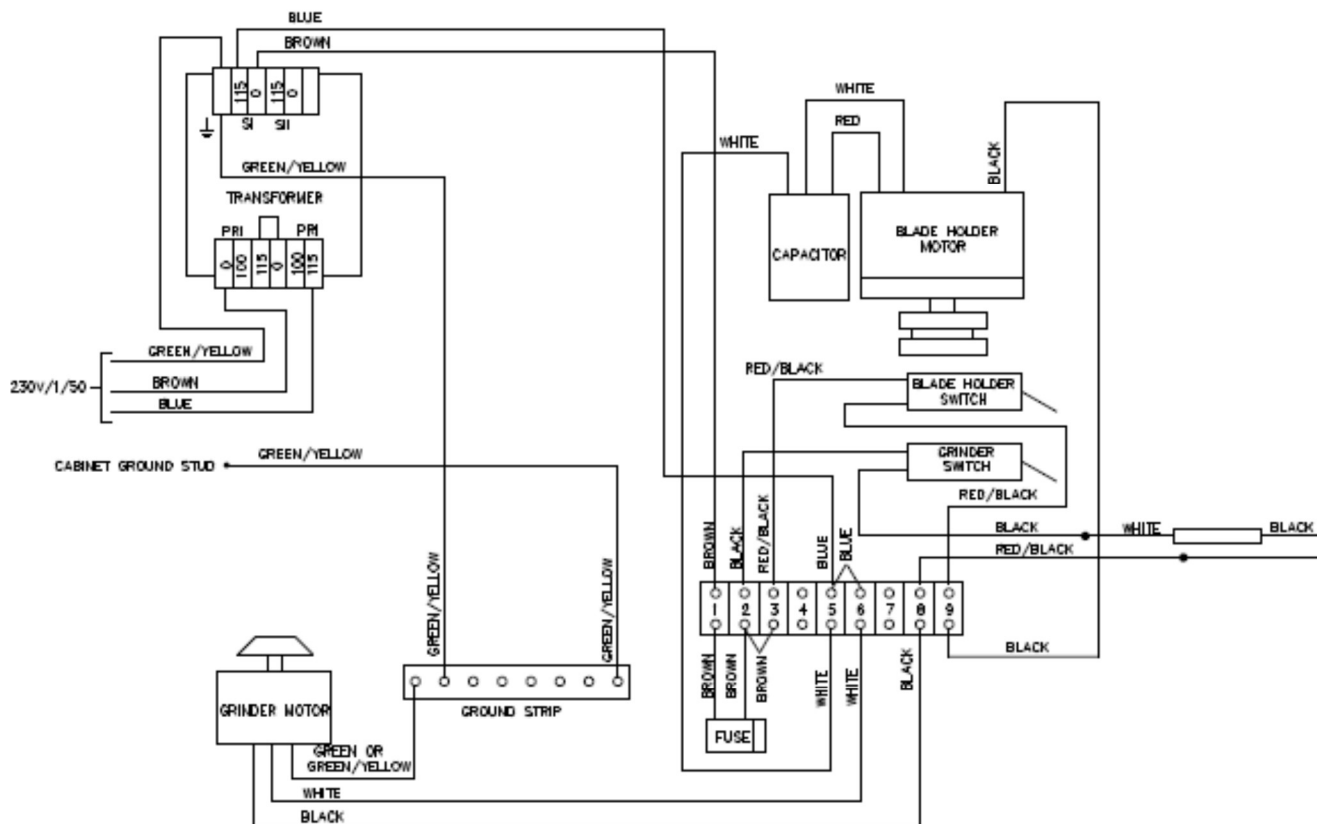 BLUE
BROWN
115
0
115
0
SI
SII
GREEN/YELLOW
TRANSFORMER
PRI
PRI
0
100
115
0
100
115
GREEN/YELLOW
230V/1/50
BROWN
BLUE
CABINET GROUND STUD
GREEN/YELLOW
WHITE
WHITE
RED
BLACK
CAPACITOR
BLADE HOLDER
MOTOR
RED/BLACK
BLADE HOLDER
SWITCH
GRINDER
SWITCH
RED/BLACK
BLACK
WHITE
BLACK
RED/BLACK
BROWN
BLACK
RED/BLACK
BLUE
BLUE
1
2
3
4
5
6
7
8
9
BROWN
BROWN
BROWN
WHITE
WHITE
BLACK
BLACK
FUSE
GREEN/YELLOW
GREEN/YELLOW
GROUND STRIP
GRINDER MOTOR
GREEN OR
GREEN/YELLOW
WHITE
BLACK